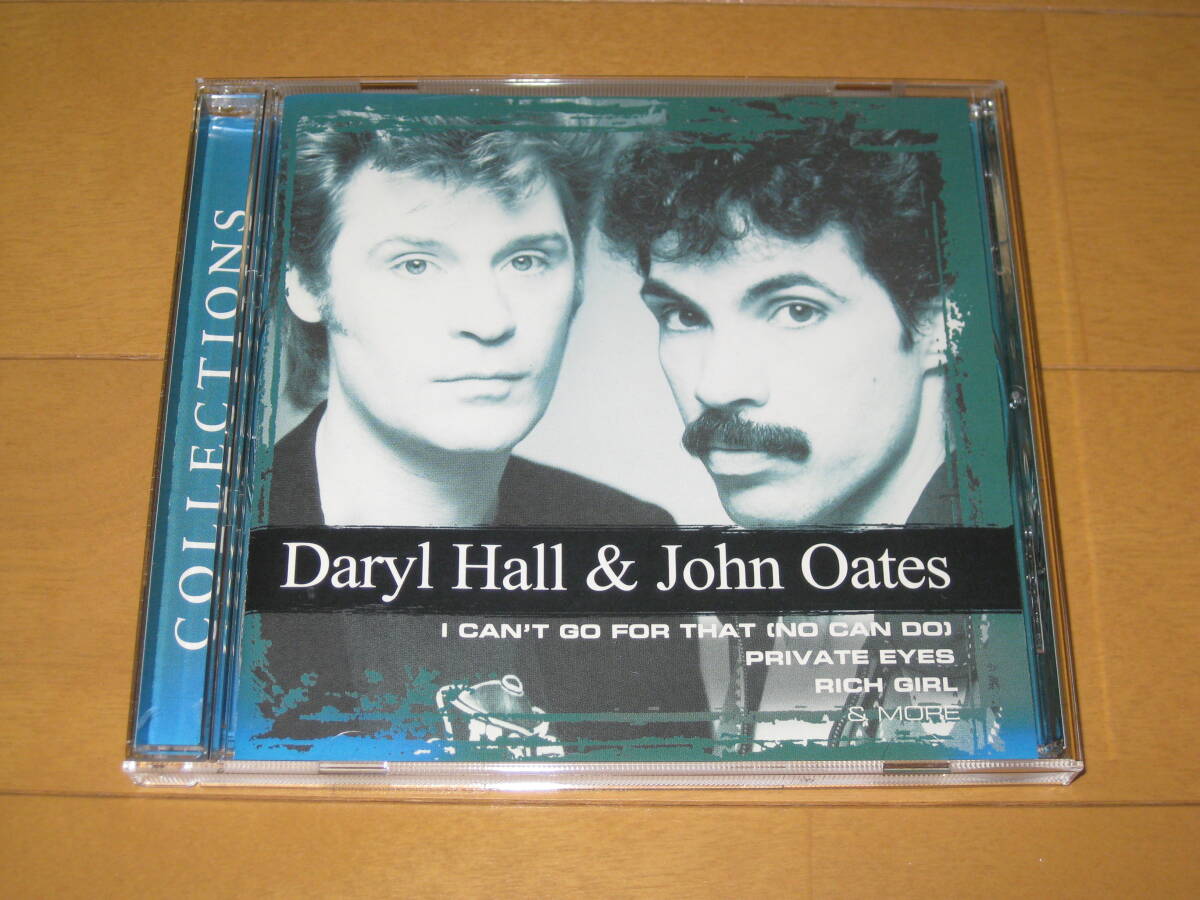 COLLECTIONS
Daryl Hall & John Oates
I CAN'T GO FOR THAT (NO CAN DO)
PRIVATE EYES
RICH GIRL
& MORE